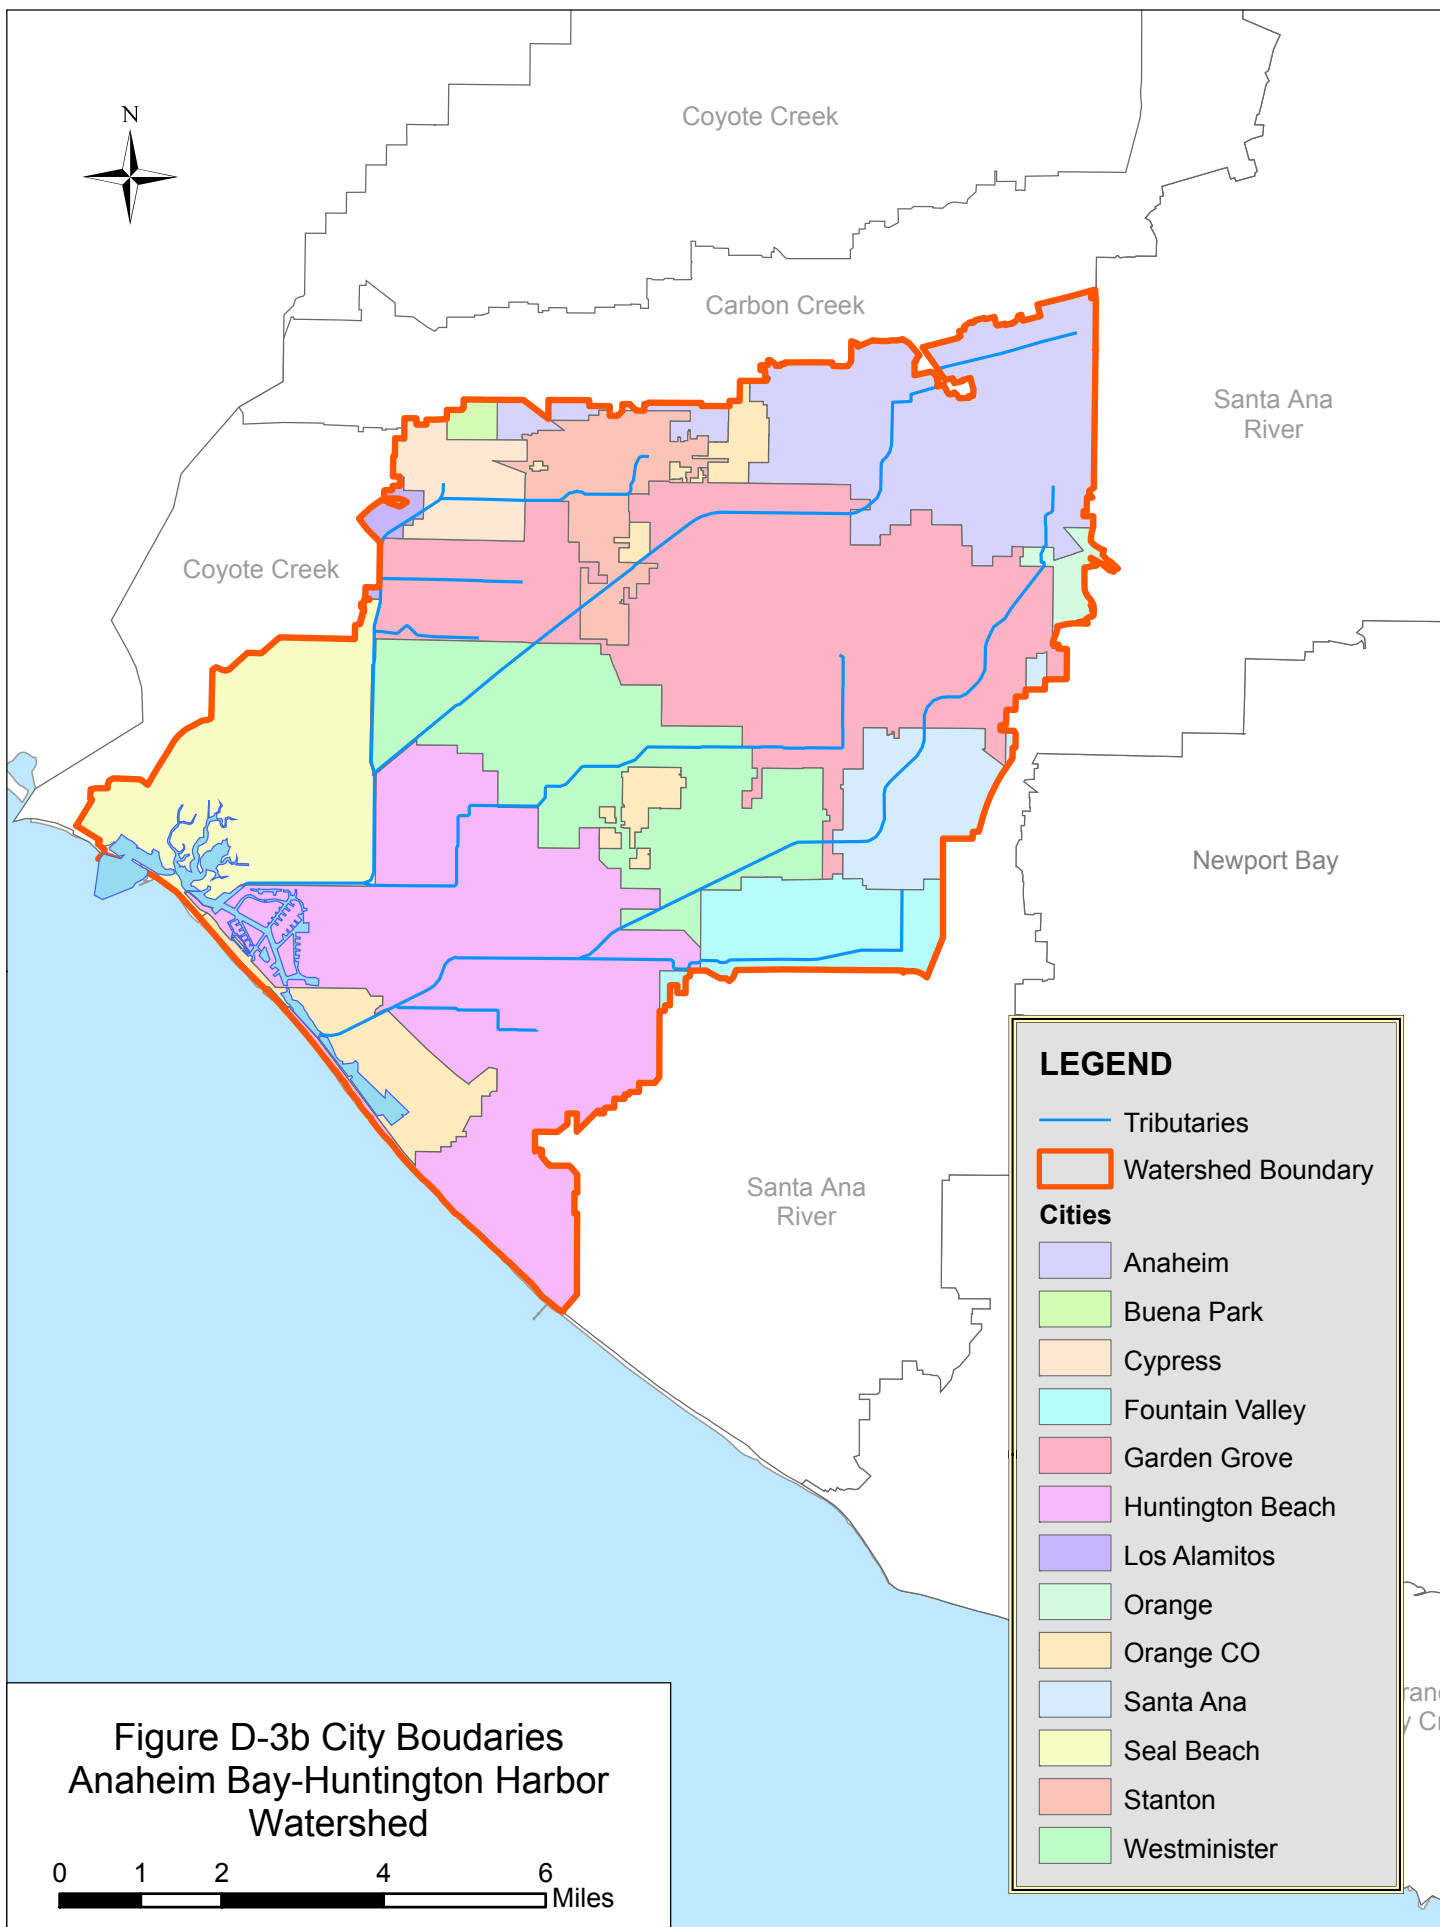 N
Coyote Creek
Carbon Creek
Santa Ana
River
Coyote Creek
Newport Bay
Santa Ana
River
LEGEND
Tributaries
Watershed Boundary
Cities
Anaheim
Buena Park
Cypress
Fountain Valley
Garden Grove
Huntington Beach
Los Alamitos
Orange
Orange CO
Santa Ana
Seal Beach
Stanton
Westminister
Figure D-3b City Boudaries
Anaheim Bay-Huntington Harbor
Watershed
0 1 2 4 6
Miles